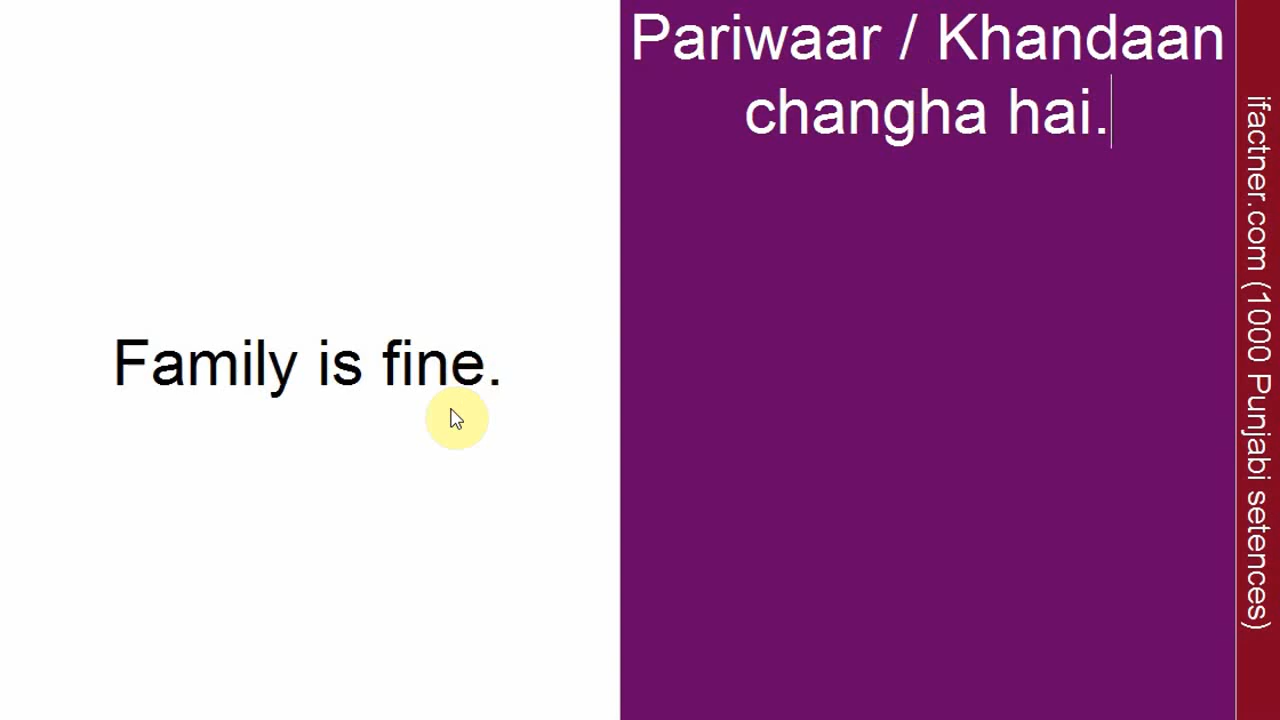 Pariwaar / Khandaan
changha hai.
Family is fine.
ifactner.com (1000 Punjabi setences)